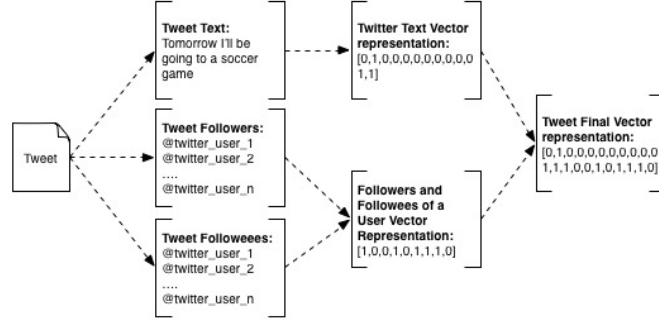 Tweet
Tweet Text:
Tomorrow I'll be
going to a soccer
game
Tweet Followers:
@twitter_user_1
@twitter_user_2
....
@twitter_user_n
Tweet Followeees:
@twitter_user_1
@twitter_user_2
....
@twitter_user_n
Twitter Text Vector
representation:
[0,1,0,0,0,0,0,0,0,0,0
1,1]
Followers and
Followees of a
User Vector
Representation:
[1,0,0,1,0,1,1,1,0]
Tweet Final Vector
representation:
[0,1,0,0,0,0,0,0,0,0,0
1,1,1,0,0,1,0,1,1,1,0]